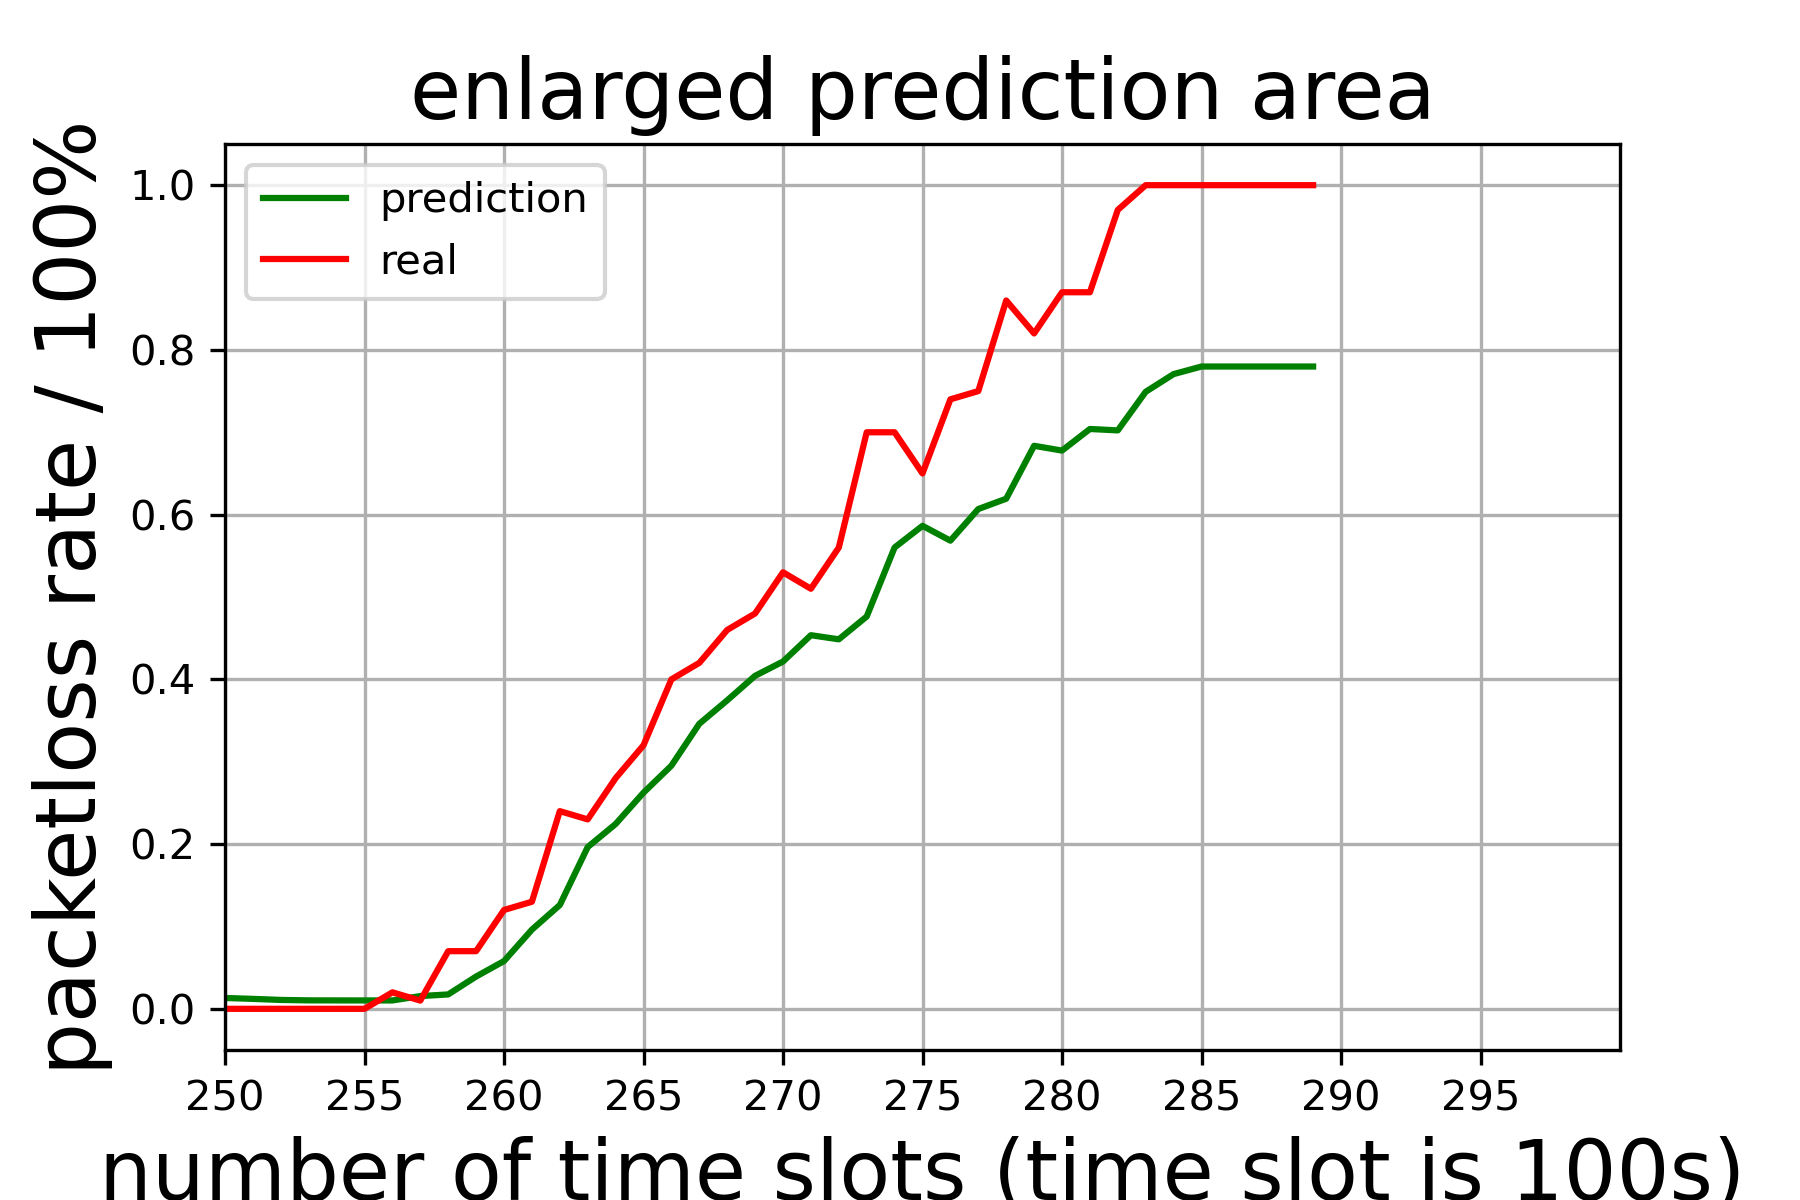 enlarged prediction area
packetloss rate / 100%
1.0
0.8
0.6
0.4
0.2
0.0
prediction
real
250 255 260 265 270 275 280 285 290 295
number of time slots (time slot is 100s)